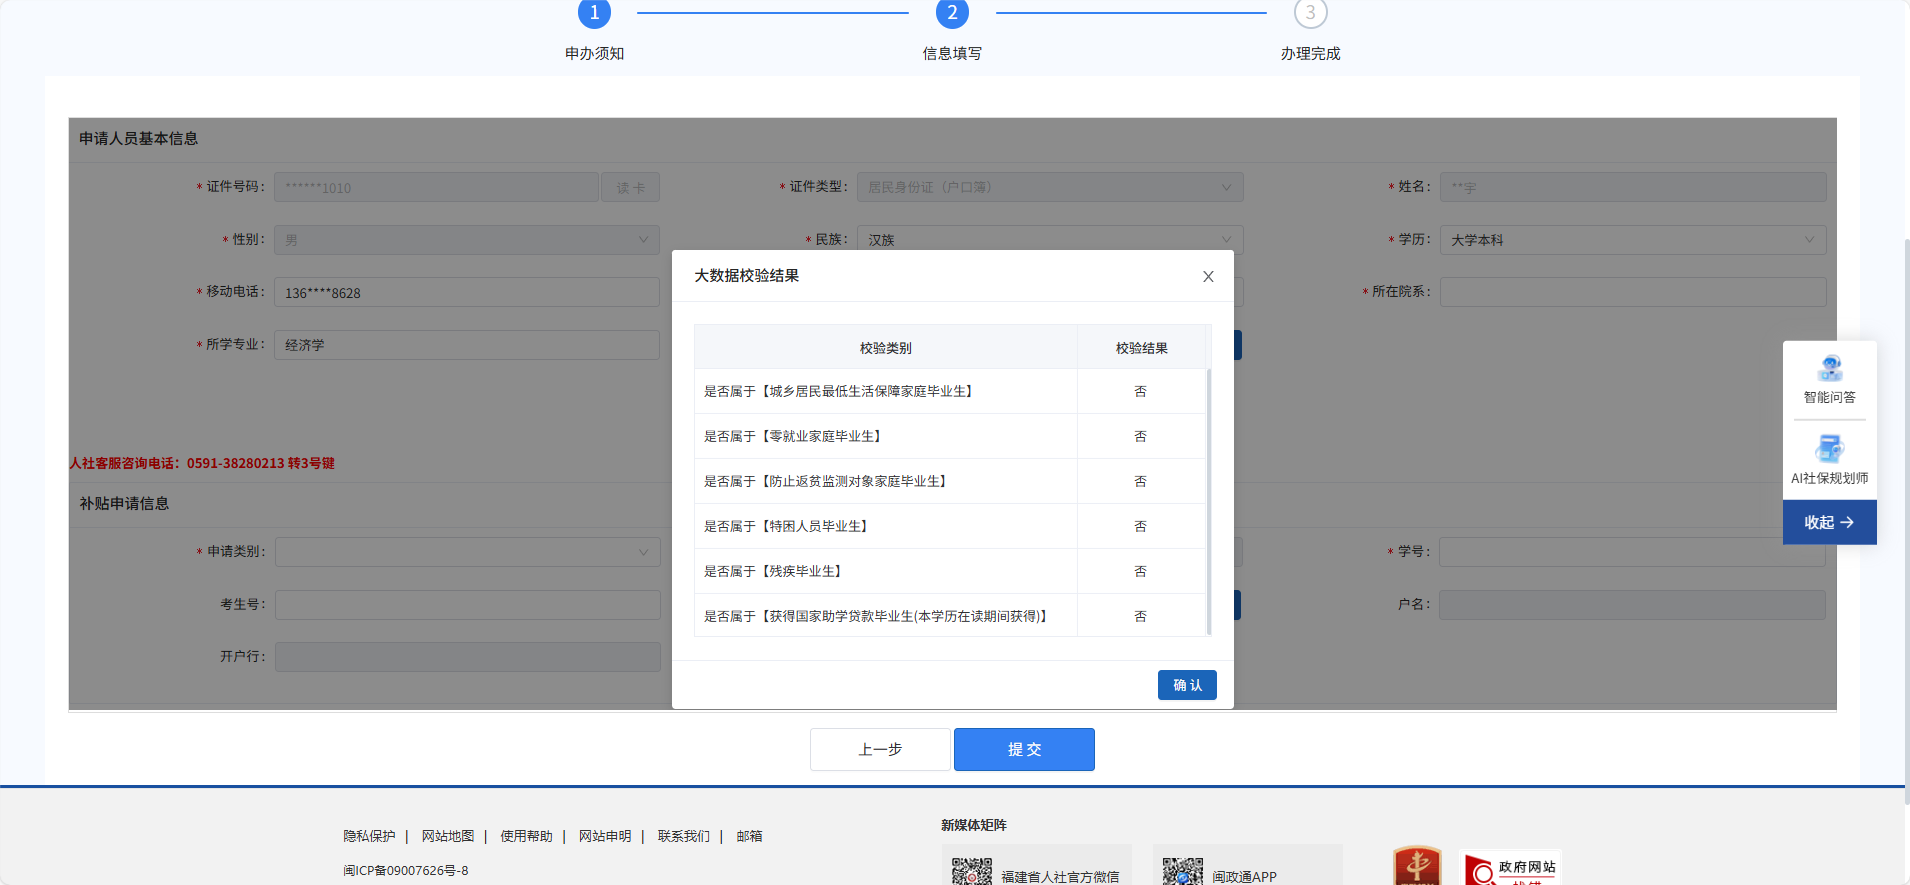 1
2
3
申办须知
信息填写
办理完成
申请人员基本信息
* 证件号码: ******1010 读 卡
* 证件类型: 居民身份证（户口簿）
* 姓名: **宇
* 性别: 男
* 民族: 汉族
* 学历: 大学本科
* 移动电话: 136****8628
* 所在院系:
* 所学专业: 经济学
人社客服咨询电话：0591-38280213 转3号键
补贴申请信息
* 申请类别:
* 学号:
考生号:
户名:
开户行:
大数据校验结果
校验类别 校验结果
是否属于【城乡居民最低生活保障家庭毕业生】 否
是否属于【零就业家庭毕业生】 否
是否属于【防止返贫监测对象家庭毕业生】 否
是否属于【特困人员毕业生】 否
是否属于【残疾毕业生】 否
是否属于【获得国家助学贷款毕业生(本学历在读期间获得)】 否
确 认
智能问答
AI社保规划师
收起
上一步
提 交
隐私保护 | 网站地图 | 使用帮助 | 网站申明 | 联系我们 | 邮箱
闽ICP备09007626号-8
新媒体矩阵
福建省人社官方微信
闽政通APP
政府网站